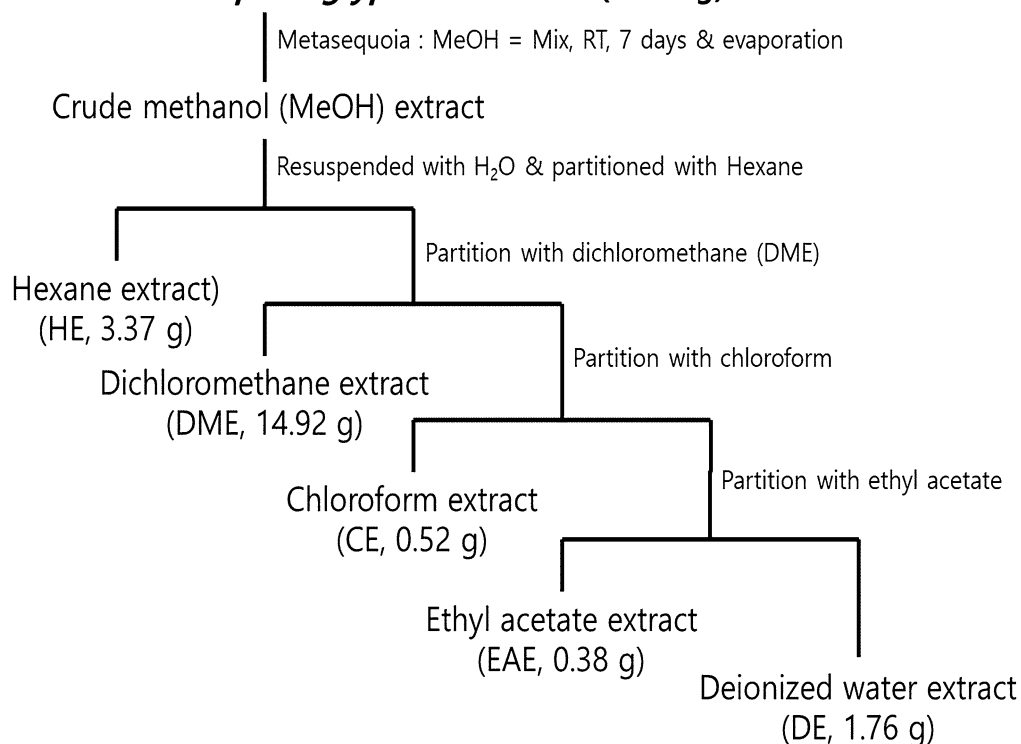 Metasequoia : MeOH = Mix, RT, 7 days & evaporation
Crude methanol (MeOH) extract
Resuspended with H₂O & partitioned with Hexane
Partition with dichloromethane (DME)
Hexane extract)
(HE, 3.37 g)
Partition with chloroform
Dichloromethane extract
(DME, 14.92 g)
Partition with ethyl acetate
Chloroform extract
(CE, 0.52 g)
Ethyl acetate extract
(EAE, 0.38 g)
Deionized water extract
(DE, 1.76 g)